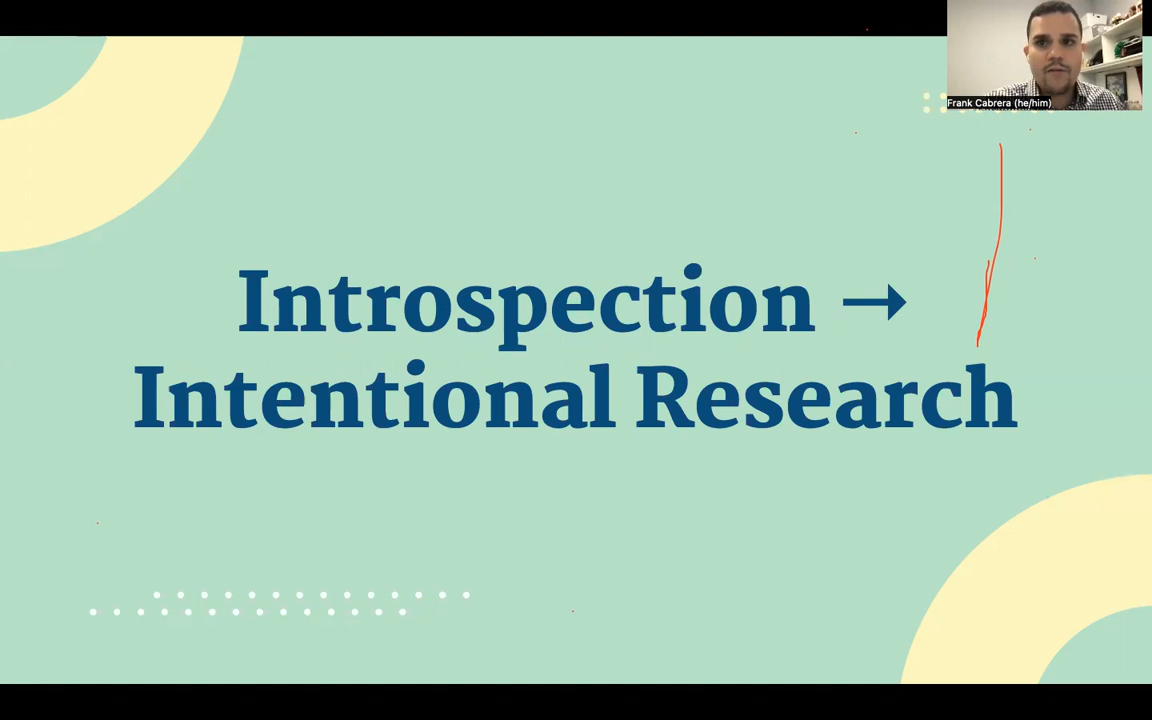 Frank Cabrera (he/him)
Introspection →
Intentional Research